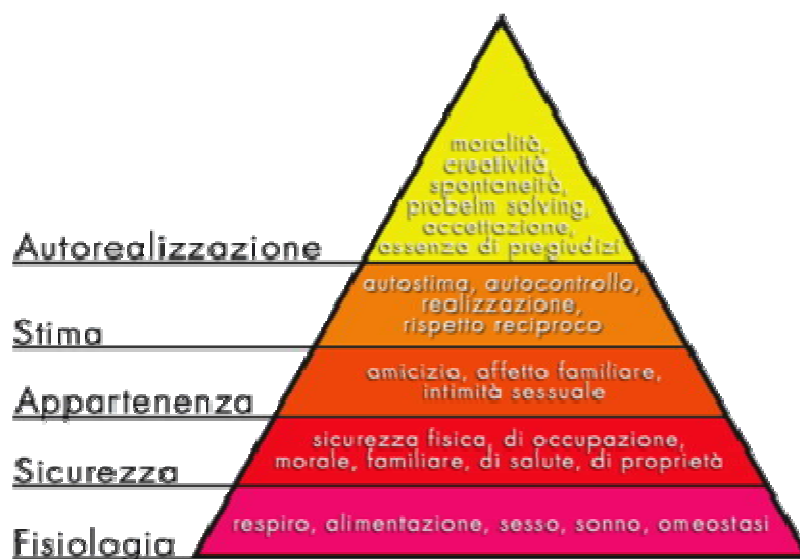 moralità,
creatività,
spontaneità,
probelm solving,
accettazione,
assenza di pregiudizi
Autorealizzazione
autostima, autocontrollo,
realizzazione,
rispetto reciproco
Stima
amicizia, affetto familiare,
intimità sessuale
Appartenenza
sicurezza fisica, di occupazione,
morale, familiare, di salute, di proprietà
Sicurezza
respiro, alimentazione, sesso, sonno, omeostasi
Fisiologia